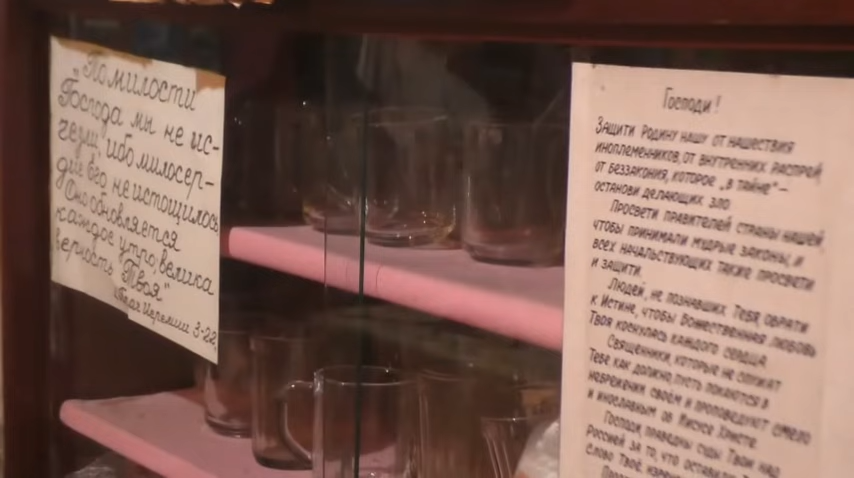 "По милости
Господа мы не ис-
чезли, ибо милосер-
дие Его не истощилось
Оно обновляется
каждое утро; велика
верность Твоя"
Плач Иеремии 3-22,
Господи!
Защити Родину нашу от нашествия
иноплеменников, от внутренних распрей,
от беззакония, которое „в тайне" —
останови делающих зло
Просвети правителей страны нашей
чтобы принимали мудрые законы, и
всех начальствующих также просвети
и защити.
Людей, не познавших Тебя, обрати
к Истине, чтобы Божественная любовь
Твоя коснулась каждого сердца.
Священники, которые не служат
Тебе как должно, пусть покаются в
нерадении своём и проповедуют смело
и инославным об Иисусе Христе.
Господи, праведны суды Твои над
Россией за то, что оставили
слово Твоё,